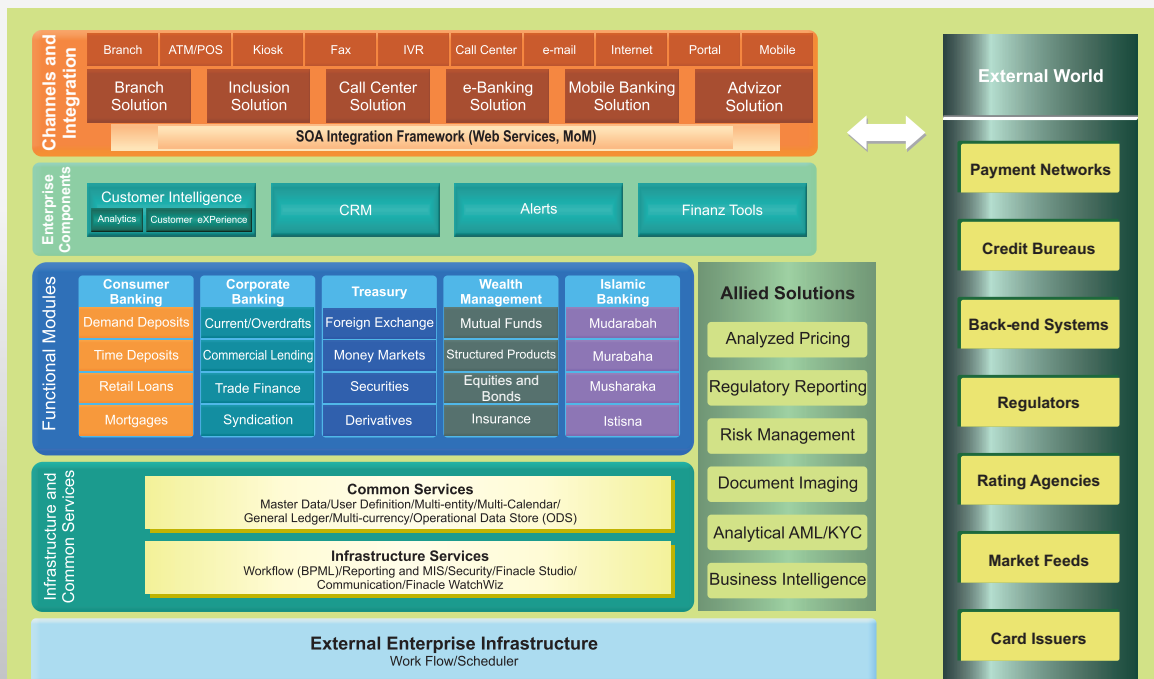 Channels and
Integration
Branch
ATM/POS
Kiosk
Fax
IVR
Call Center
e-mail
Internet
Portal
Mobile
Branch
Solution
Inclusion
Solution
Call Center
Solution
e-Banking
Solution
Mobile Banking
Solution
Advizor
Solution
SOA Integration Framework (Web Services, MoM)
Enterprise
Components
Customer Intelligence
Analytics
Customer eXPerience
CRM
Alerts
Finanz Tools
Functional Modules
Consumer
Banking
Demand Deposits
Time Deposits
Retail Loans
Mortgages
Corporate
Banking
Current/Overdrafts
Commercial Lending
Trade Finance
Syndication
Treasury
Foreign Exchange
Money Markets
Securities
Derivatives
Wealth
Management
Mutual Funds
Structured Products
Equities and
Bonds
Insurance
Islamic
Banking
Mudarabah
Murabaha
Musharaka
Istisna
Infrastructure and
Common Services
Common Services
Master Data/User Definition/Multi-entity/Multi-Calendar/
General Ledger/Multi-currency/Operational Data Store (ODS)
Infrastructure Services
Workflow (BPML)/Reporting and MIS/Security/Finacle Studio/
Communication/Finacle WatchWiz
Allied Solutions
Analyzed Pricing
Regulatory Reporting
Risk Management
Document Imaging
Analytical AML/KYC
Business Intelligence
External Enterprise Infrastructure
Work Flow/Scheduler
External World
Payment Networks
Credit Bureaus
Back-end Systems
Regulators
Rating Agencies
Market Feeds
Card Issuers